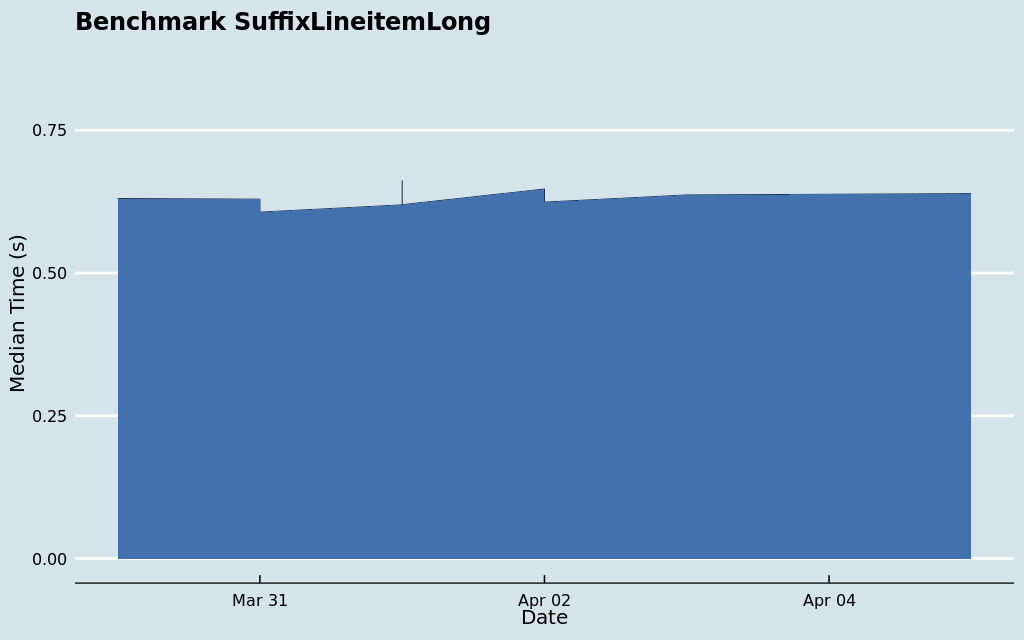 Benchmark SuffixLineitemLong
Median Time (s)
0.75
0.50
0.25
0.00
Mar 31
Apr 02
Apr 04
Date